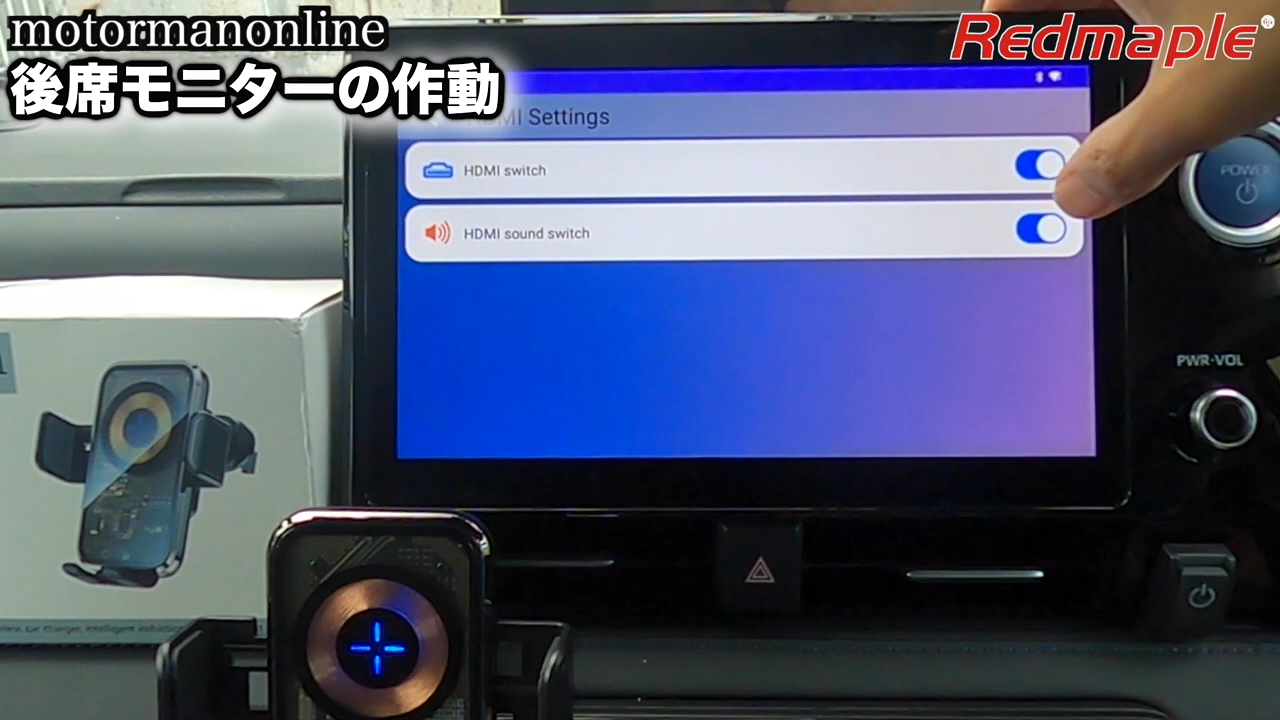 motormanonline
Redmaple
後席モニターの作動
MI Settings
HDMI switch
HDMI sound switch
POWER
PWR·VOL